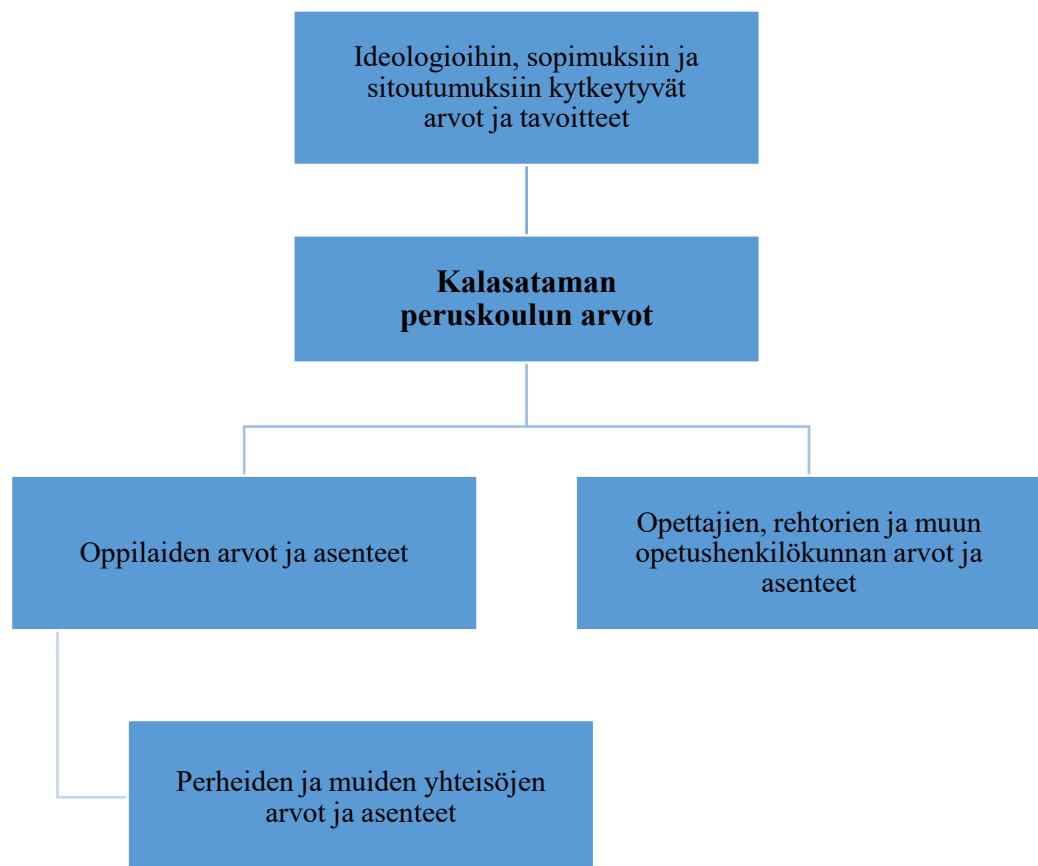 Ideologioihin, sopimuksiin ja
sitoutumuksiin kytkeytyvät
arvot ja tavoitteet
Kalasataman
peruskoulun arvot
Oppilaiden arvot ja asenteet
Opettajien, rehtorien ja muun
opetushenkilökunnan arvot ja
asenteet
Perheiden ja muiden yhteisöjen
arvot ja asenteet